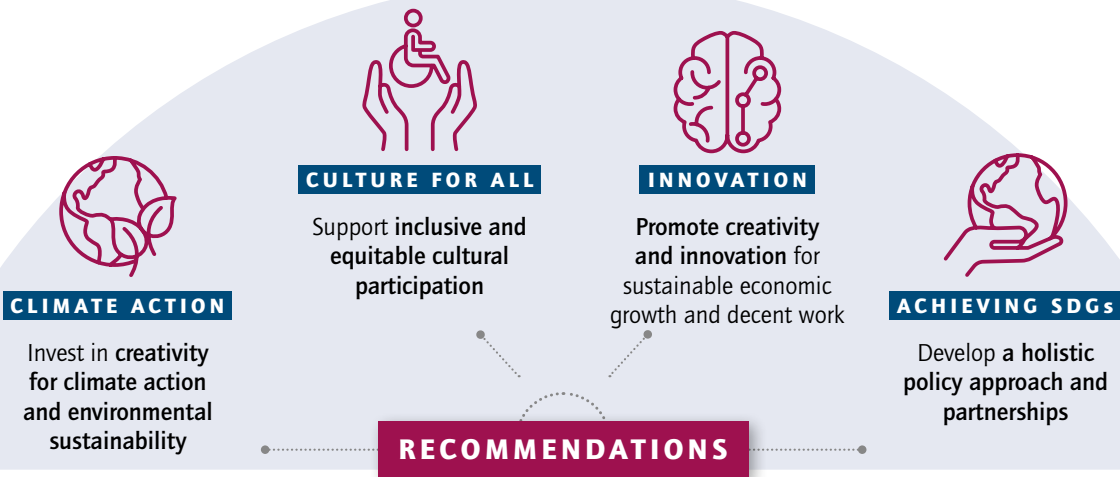 CLIMATE ACTION
Invest in creativity
for climate action
and environmental
sustainability
CULTURE FOR ALL
Support inclusive and
equitable cultural
participation
INNOVATION
Promote creativity
and innovation for
sustainable economic
growth and decent work
ACHIEVING SDGs
Develop a holistic
policy approach and
partnerships
RECOMMENDATIONS